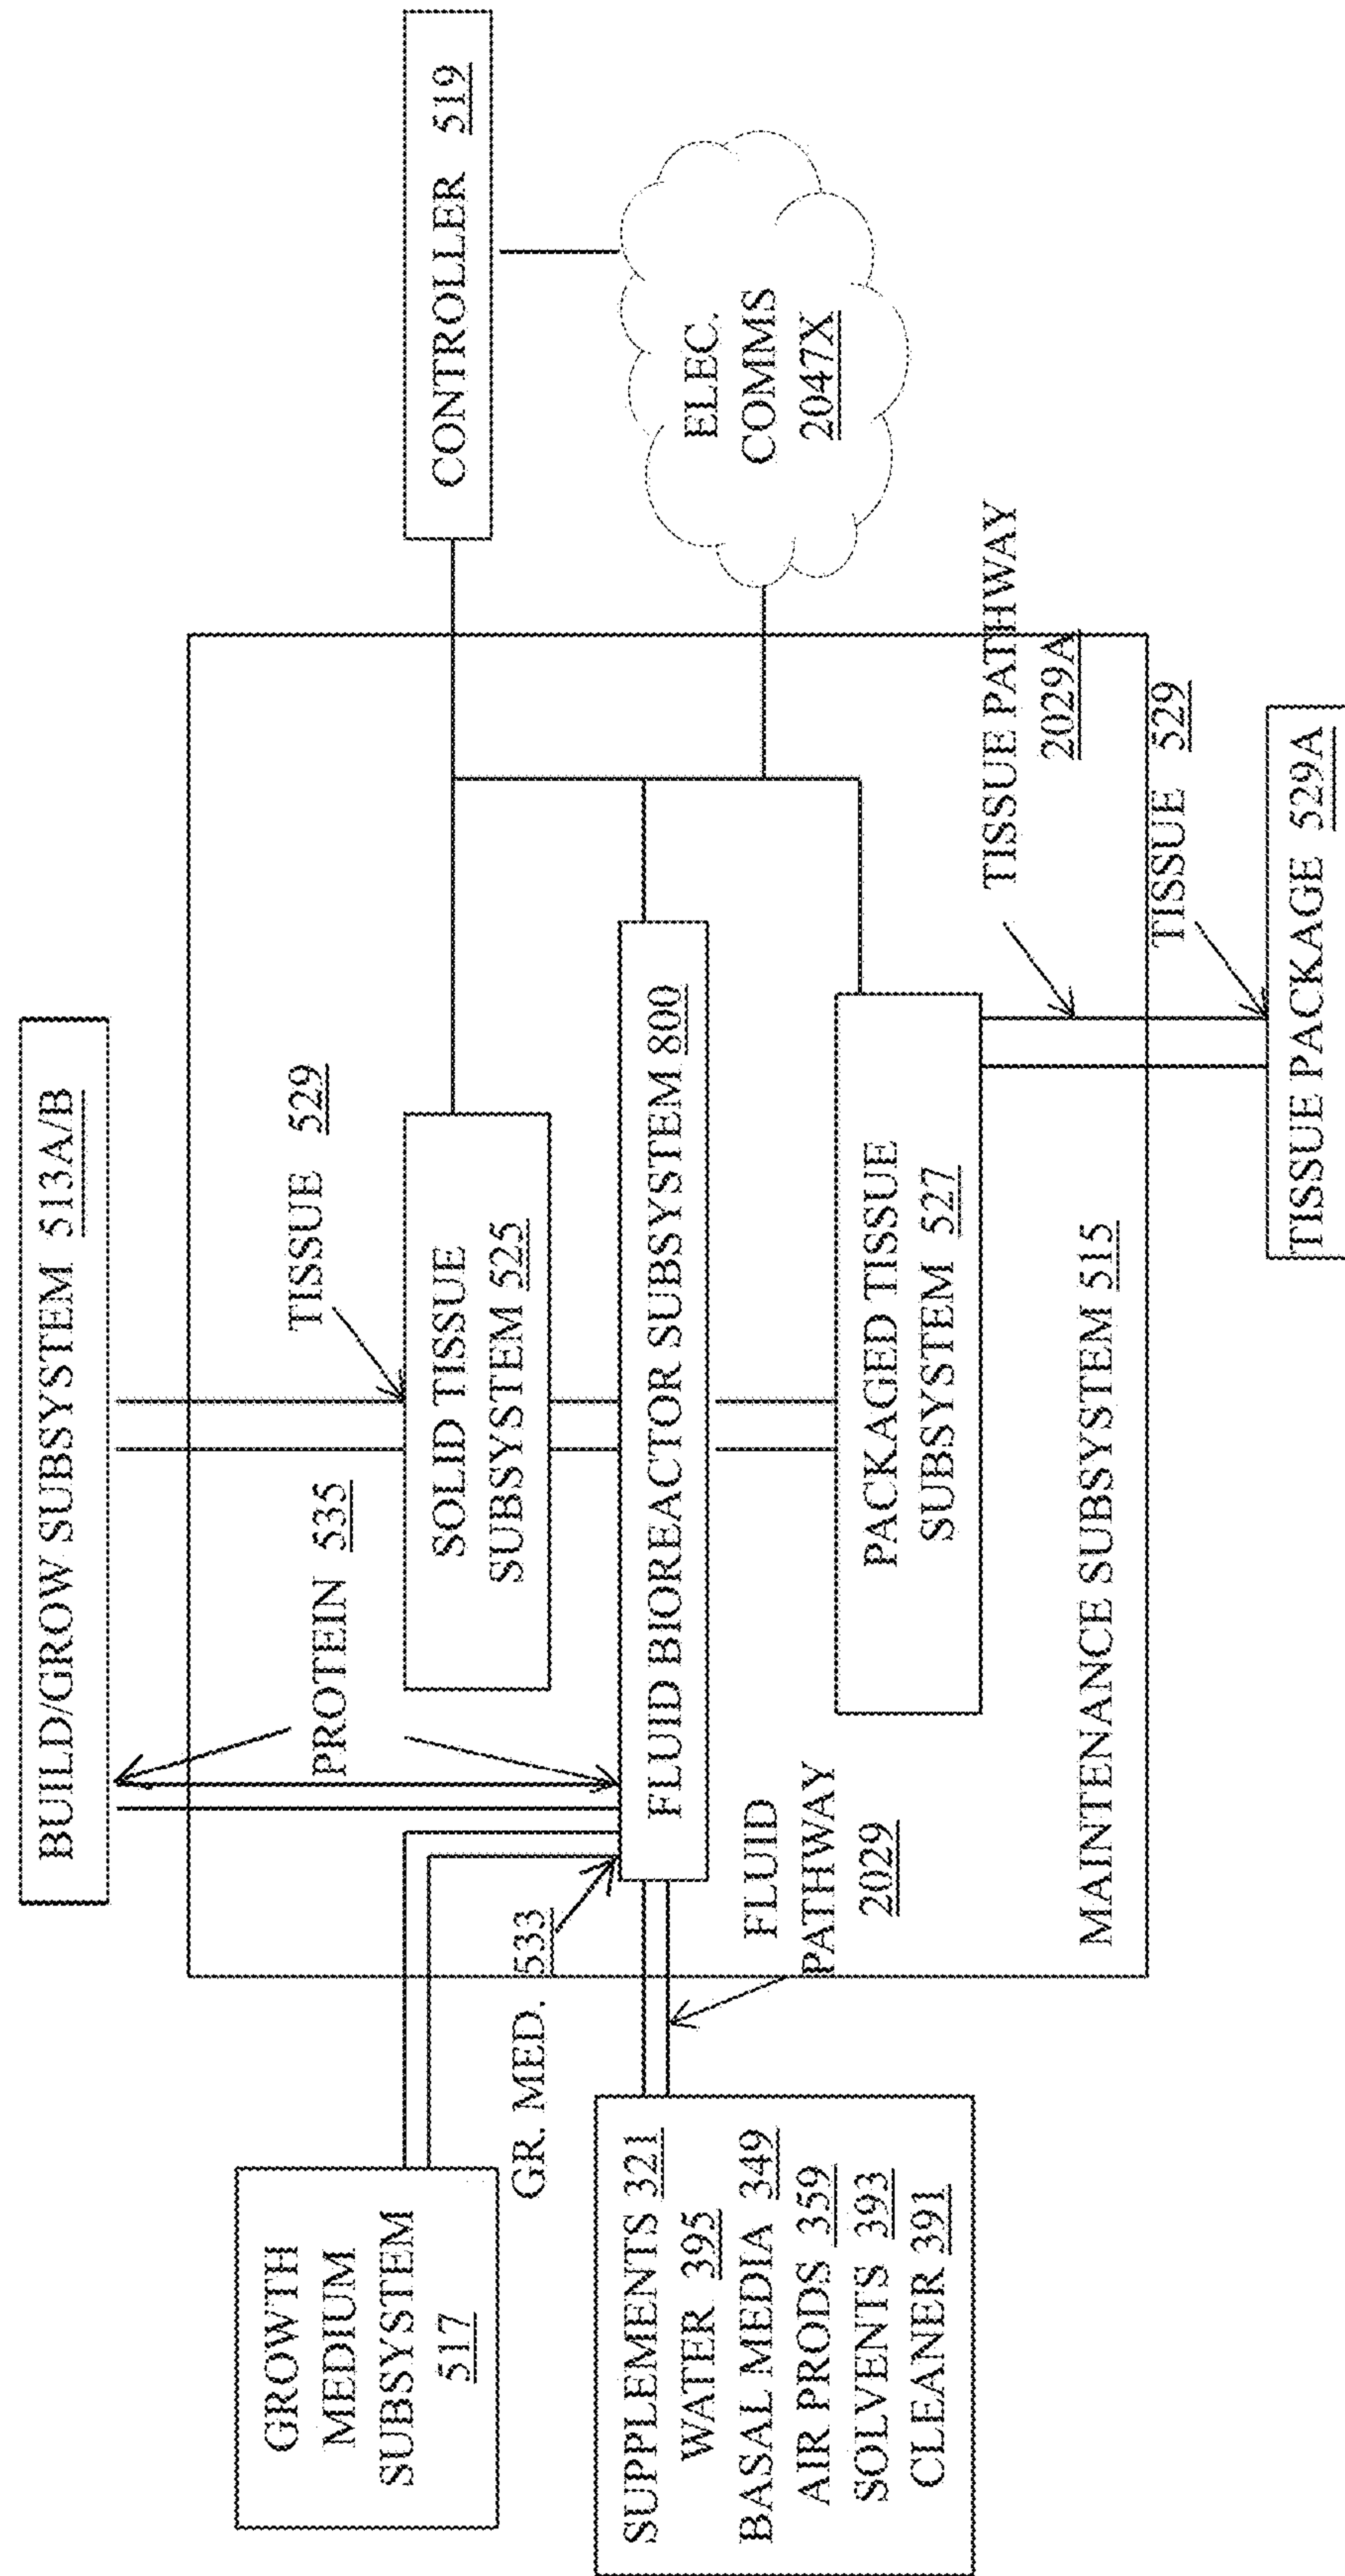 BUILD/GROW SUBSYSTEM 513A/B
CONTROLLER 519
TISSUE 529
PROTEIN 535
GROWTH
MEDIUM
SUBSYSTEM
517
SOLID TISSUE
SUBSYSTEM 525
GR. MED. 533
FLUID BIOREACTOR SUBSYSTEM 800
ELEC.
COMMS
2047X
SUPPLEMENTS 321
WATER 395
BASAL MEDIA 349
AIR PRODS 359
SOLVENTS 393
CLEANER 391
FLUID
PATHWAY
2029
PACKAGED TISSUE
SUBSYSTEM 527
TISSUE PATHWAY
2029A
MAINTENANCE SUBSYSTEM 515
TISSUE 529
TISSUE PACKAGE 529A